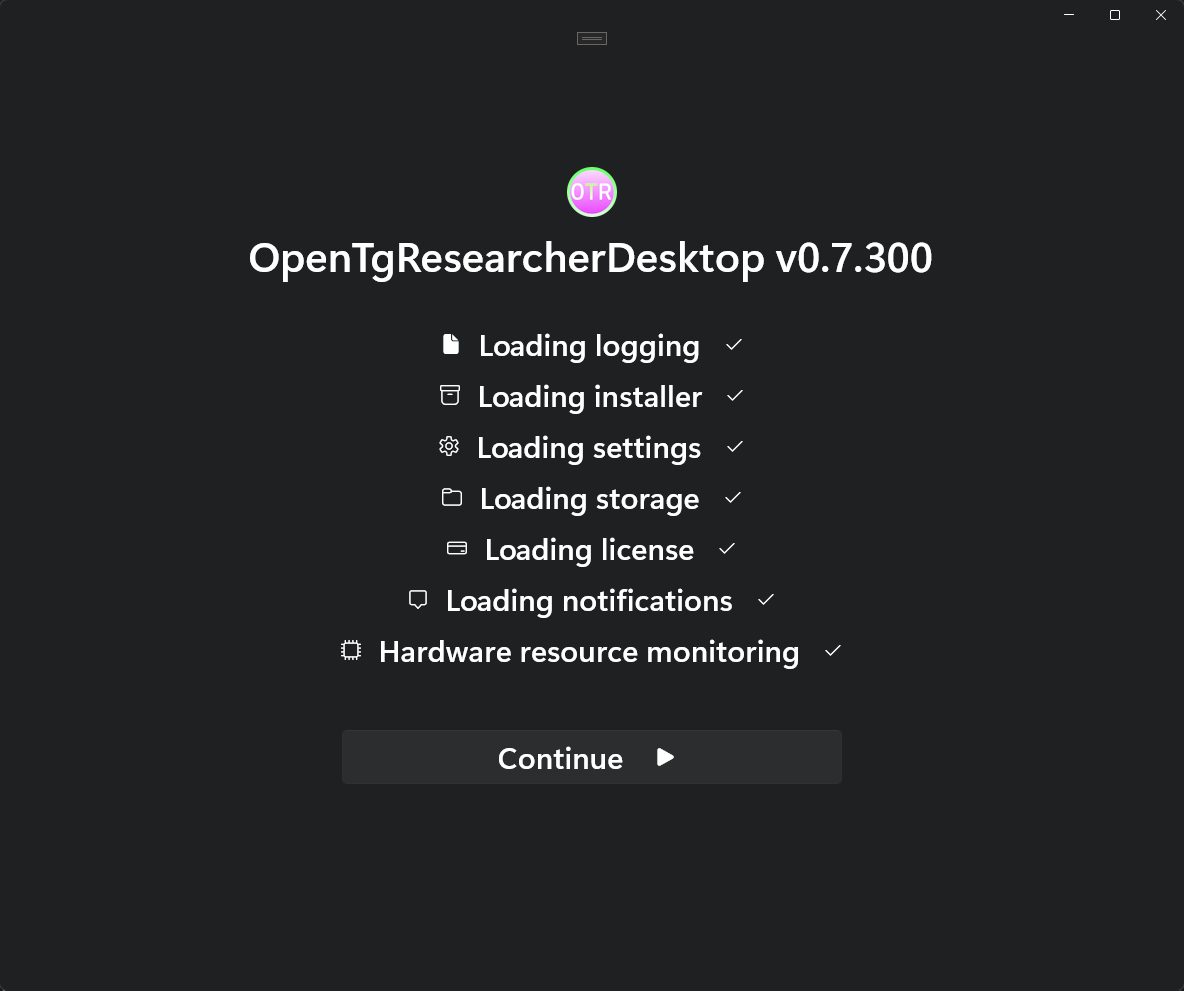 OTR
OpenTgResearcherDesktop v0.7.300
Loading logging
Loading installer
Loading settings
Loading storage
Loading license
Loading notifications
Hardware resource monitoring
Continue